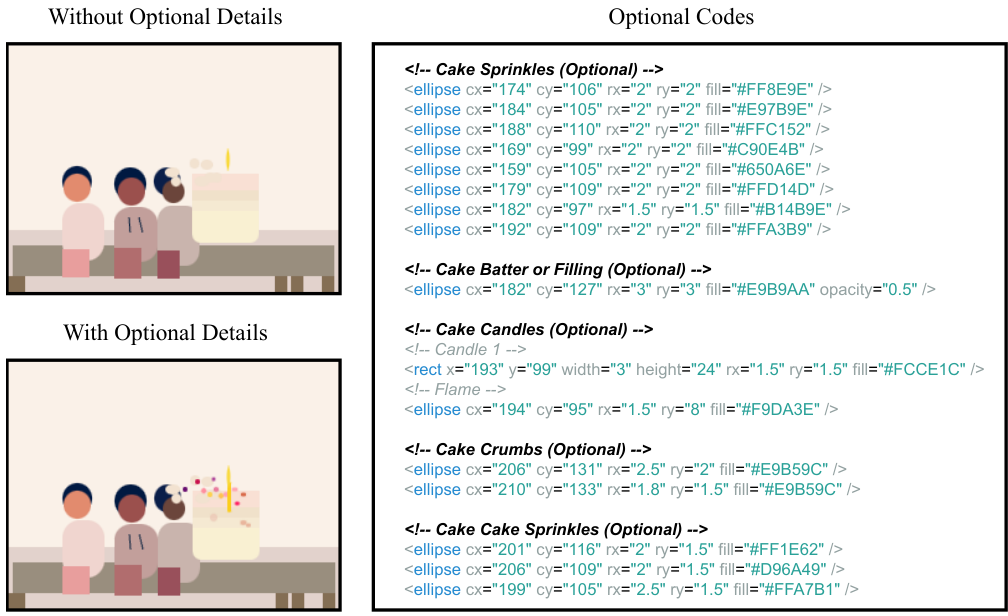 Without Optional Details
With Optional Details
Optional Codes
<!-- Cake Sprinkles (Optional) -->
<ellipse cx="174" cy="106" rx="2" ry="2" fill="#FF8E9E" />
<ellipse cx="184" cy="105" rx="2" ry="2" fill="#E97B9E" />
<ellipse cx="188" cy="110" rx="2" ry="2" fill="#FFC152" />
<ellipse cx="169" cy="99" rx="2" ry="2" fill="#C90E4B" />
<ellipse cx="159" cy="105" rx="2" ry="2" fill="#650A6E" />
<ellipse cx="179" cy="109" rx="2" ry="2" fill="#FFD14D" />
<ellipse cx="182" cy="97" rx="1.5" ry="1.5" fill="#B14B9E" />
<ellipse cx="192" cy="109" rx="2" ry="2" fill="#FFA3B9" />
<!-- Cake Batter or Filling (Optional) -->
<ellipse cx="182" cy="127" rx="3" ry="3" fill="#E9B9AA" opacity="0.5" />
<!-- Cake Candles (Optional) -->
<!-- Candle 1 -->
<rect x="193" y="99" width="3" height="24" rx="1.5" ry="1.5" fill="#FCCE1C" />
<!-- Flame -->
<ellipse cx="194" cy="95" rx="1.5" ry="8" fill="#F9DA3E" />
<!-- Cake Crumbs (Optional) -->
<ellipse cx="206" cy="131" rx="2.5" ry="2" fill="#E9B59C" />
<ellipse cx="210" cy="133" rx="1.8" ry="1.5" fill="#E9B59C" />
<!-- Cake Cake Sprinkles (Optional) -->
<ellipse cx="201" cy="116" rx="2" ry="1.5" fill="#FF1E62" />
<ellipse cx="206" cy="109" rx="2" ry="1.5" fill="#D96A49" />
<ellipse cx="199" cy="105" rx="2.5" ry="1.5" fill="#FFA7B1" />